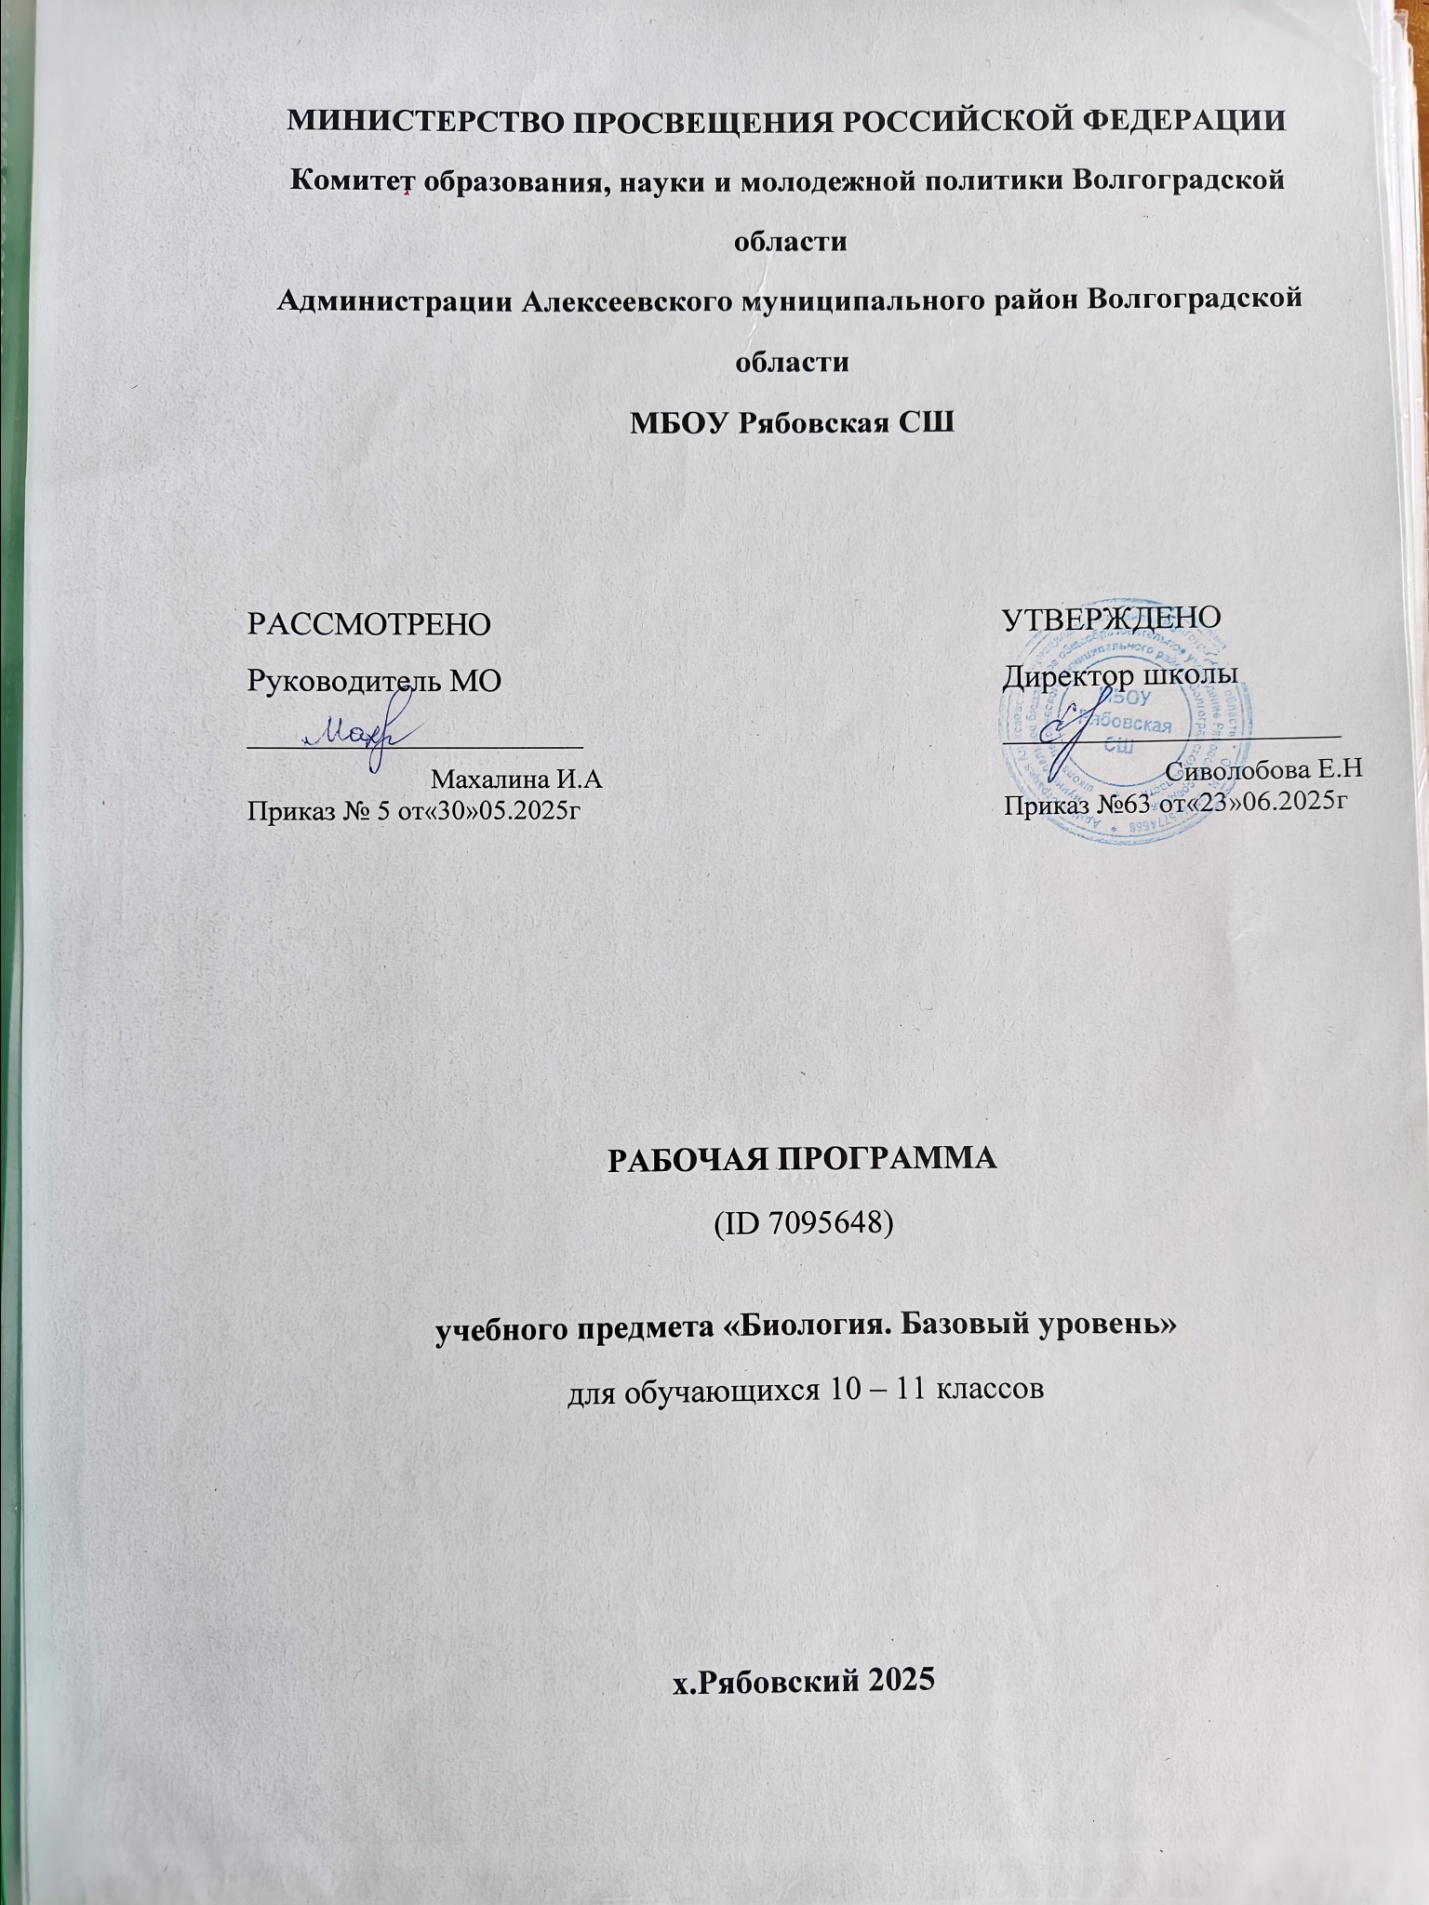 МИНИСТЕРСТВО ПРОСВЕЩЕНИЯ РОССИЙСКОЙ ФЕДЕРАЦИИ
Комитет образования, науки и молодежной политики Волгоградской
области
Администрации Алексеевского муниципального район Волгоградской
области
МБОУ Рябовская СШ
РАССМОТРЕНО
Руководитель МО
Махалина И.А
Приказ № 5 от«30»05.2025г
УТВЕРЖДЕНО
Директор школы
МБОУ
Рябовская
СШ
Сиволобова Е.Н
Приказ №63 от«23»06.2025г
РАБОЧАЯ ПРОГРАММА
(ID 7095648)
учебного предмета «Биология. Базовый уровень»
для обучающихся 10 – 11 классов
х.Рябовский 2025